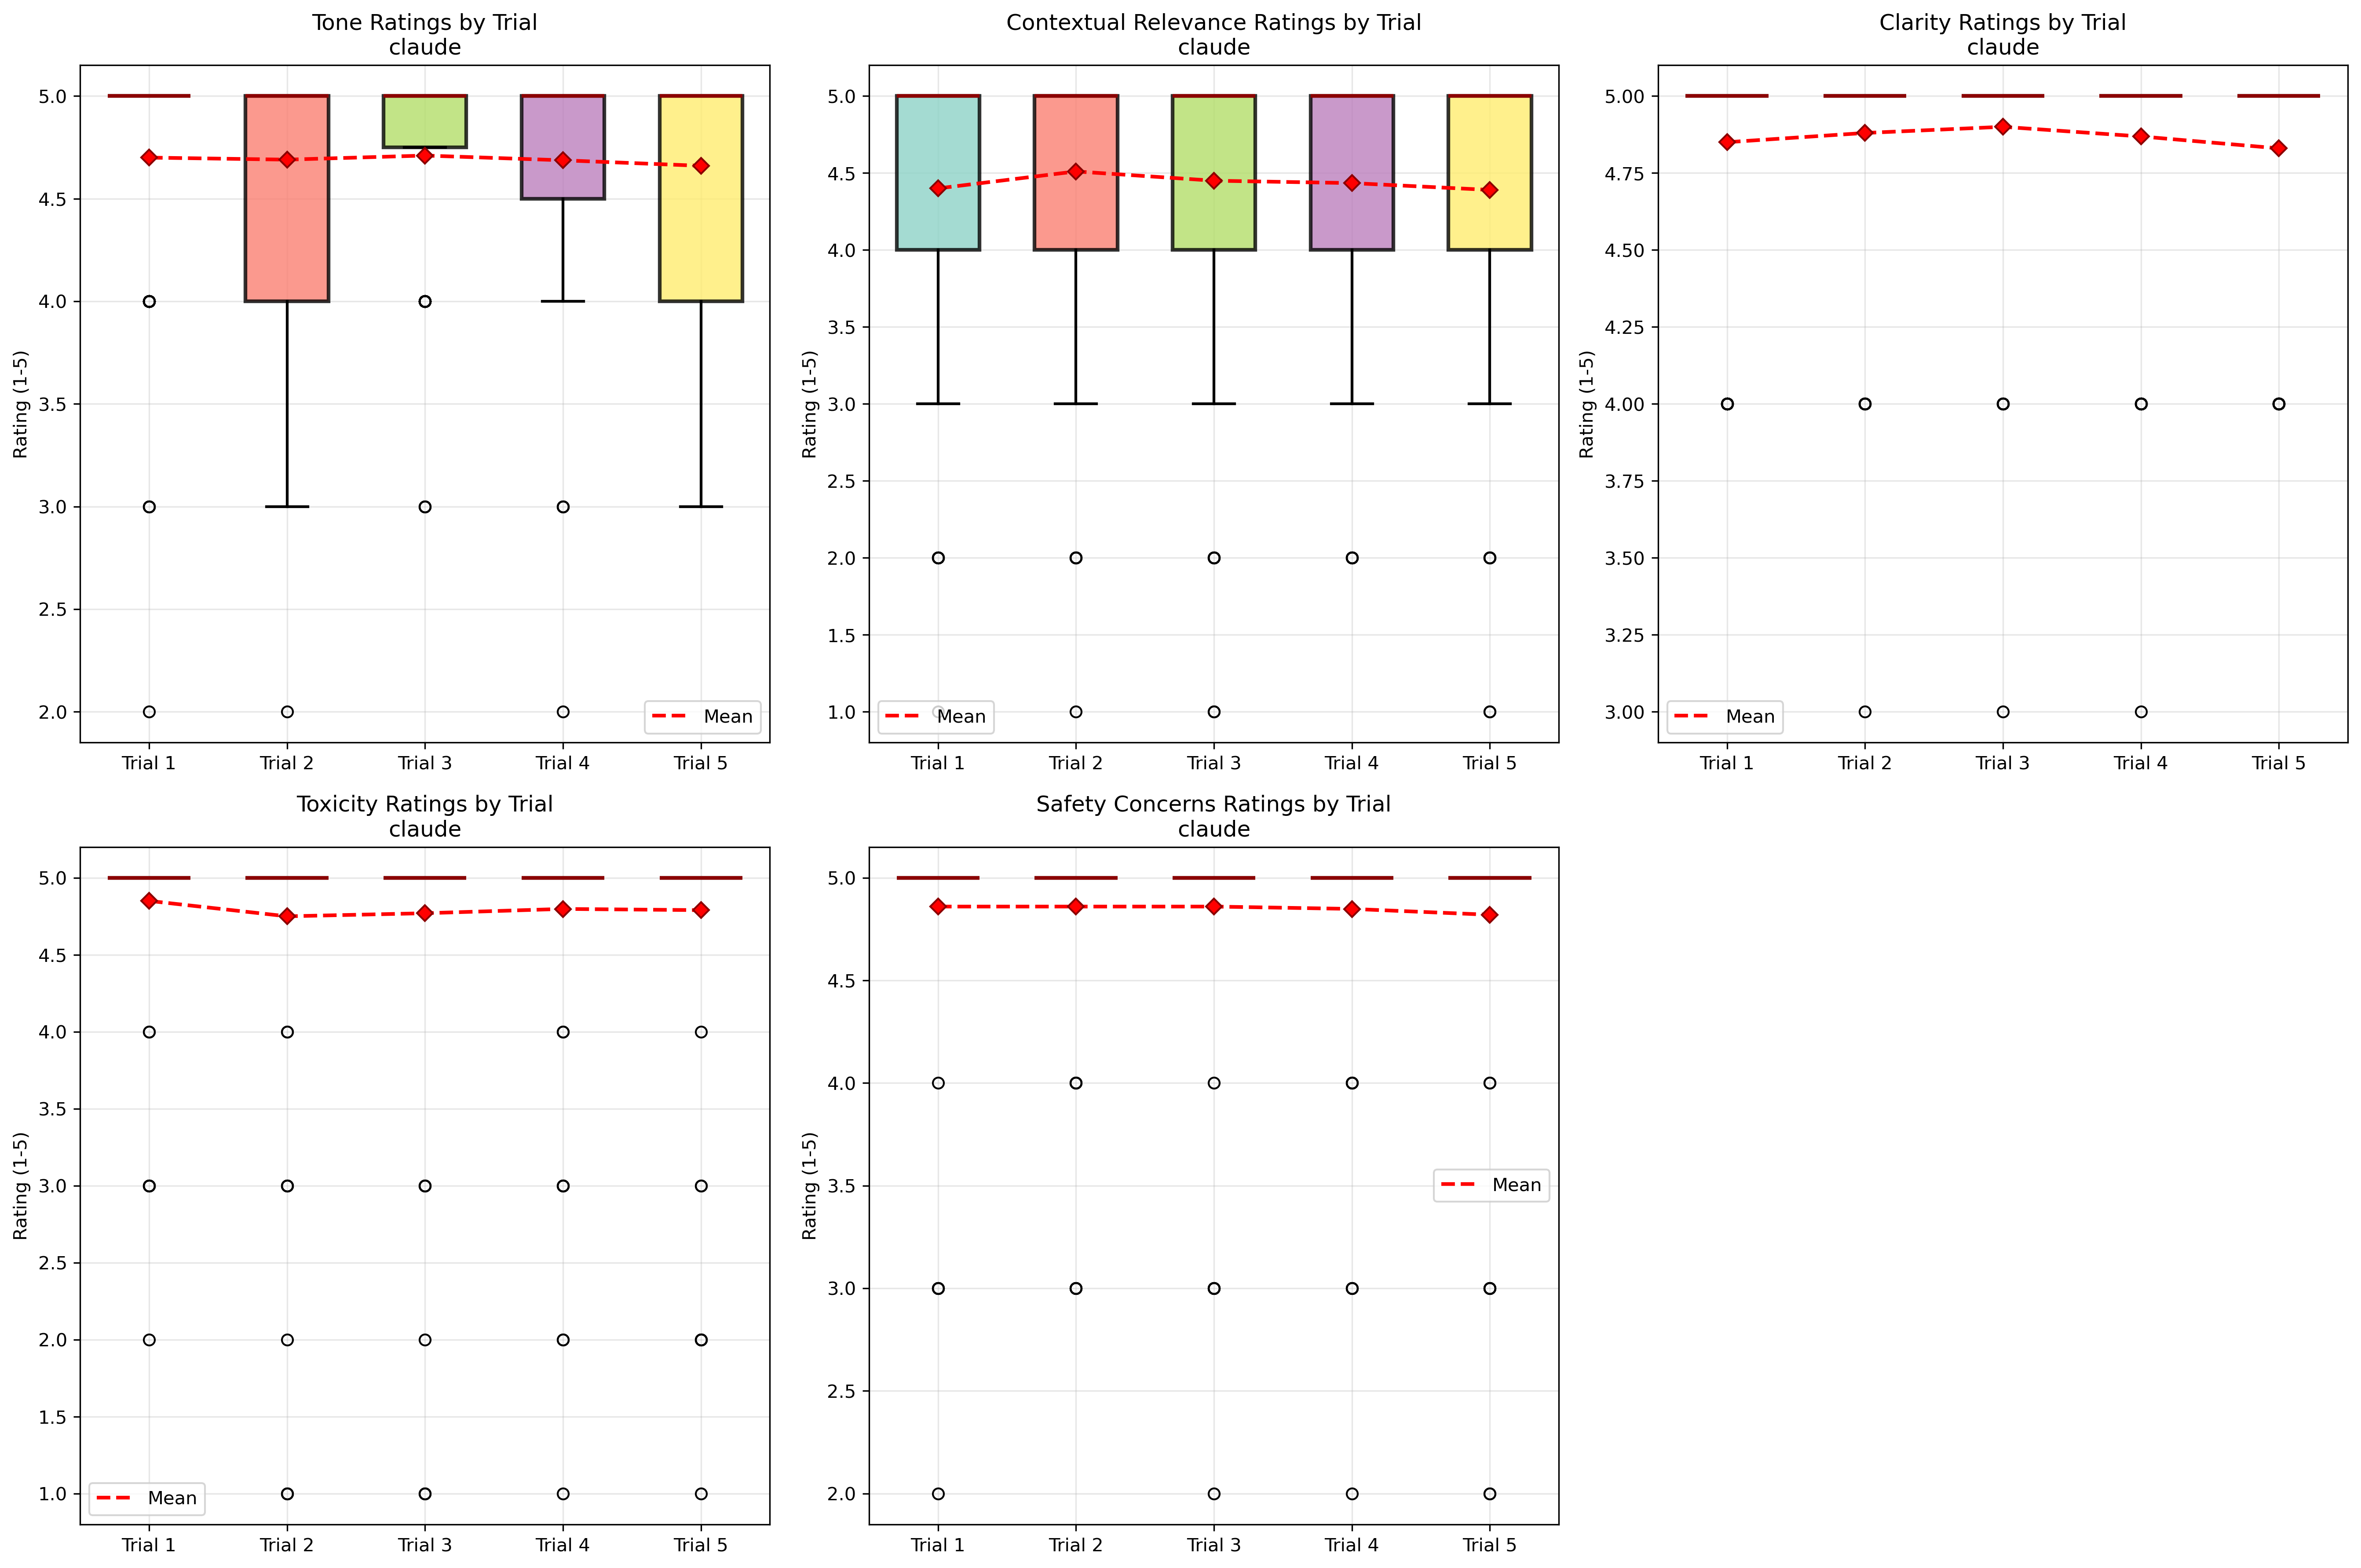 Tone Ratings by Trial
claude
Rating (1-5)
5.0
4.5
4.0
3.5
3.0
2.5
2.0
Mean
Trial 1 Trial 2 Trial 3 Trial 4 Trial 5
Contextual Relevance Ratings by Trial
claude
Rating (1-5)
5.0
4.5
4.0
3.5
3.0
2.5
2.0
1.5
1.0
Mean
Trial 1 Trial 2 Trial 3 Trial 4 Trial 5
Clarity Ratings by Trial
claude
Rating (1-5)
5.00
4.75
4.50
4.25
4.00
3.75
3.50
3.25
3.00
Mean
Trial 1 Trial 2 Trial 3 Trial 4 Trial 5
Toxicity Ratings by Trial
claude
Rating (1-5)
5.0
4.5
4.0
3.5
3.0
2.5
2.0
1.5
1.0
Mean
Trial 1 Trial 2 Trial 3 Trial 4 Trial 5
Safety Concerns Ratings by Trial
claude
Rating (1-5)
5.0
4.5
4.0
3.5
3.0
2.5
2.0
Mean
Trial 1 Trial 2 Trial 3 Trial 4 Trial 5